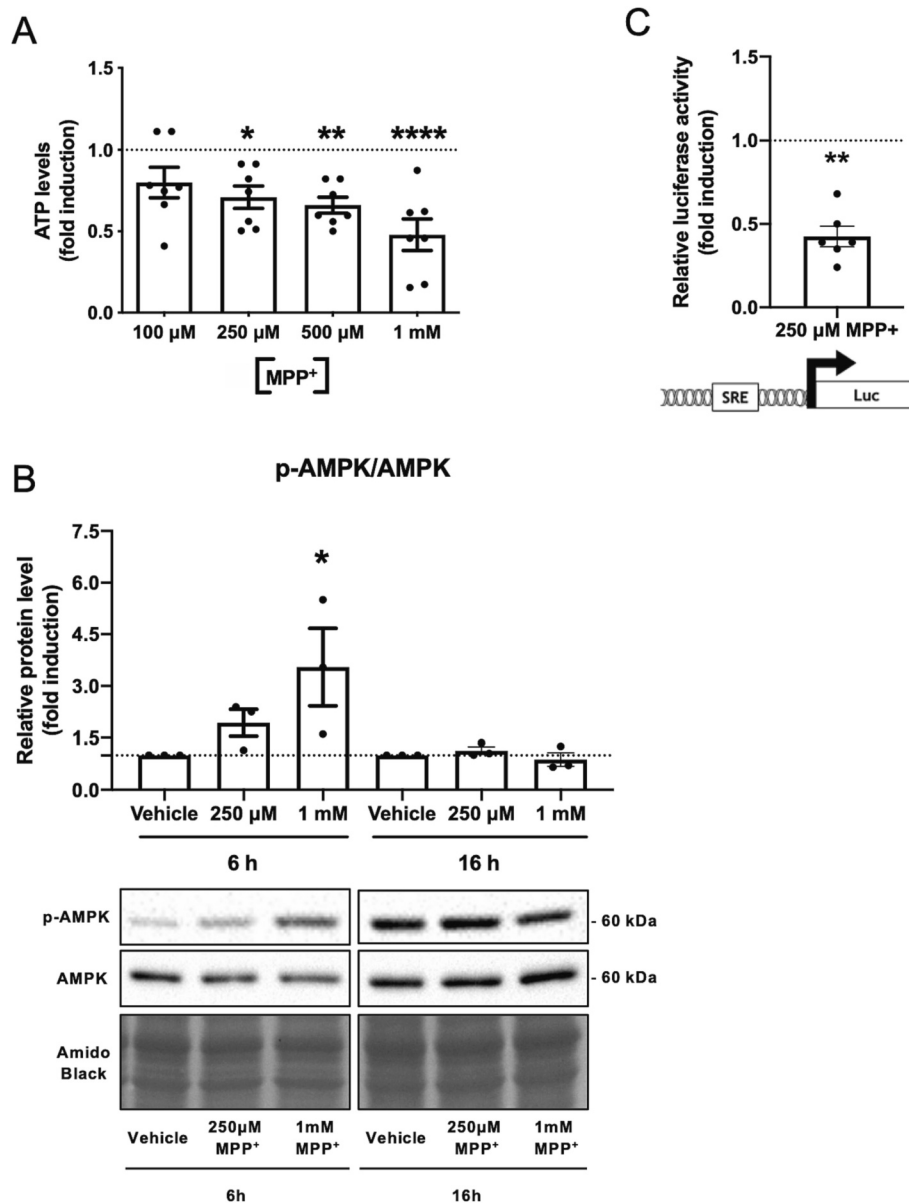 A
ATP levels
(fold induction)
1.5
1.0
0.5
0.0
* ** ****
100 µM 250 µM 500 µM 1 mM
[MPP+]
C
Relative luciferase activity
(fold induction)
1.5
1.0
0.5
0.0
**
250 µM MPP+
SRE Luc
B
p-AMPK/AMPK
Relative protein level
(fold induction)
7.5
6.0
4.5
3.0
1.5
0.0
*
Vehicle 250 µM 1 mM Vehicle 250 µM 1 mM
6 h 16 h
p-AMPK - 60 kDa
AMPK - 60 kDa
Amido
Black
Vehicle 250µM MPP+ 1mM MPP+ Vehicle 250µM MPP+ 1mM MPP+
6h 16h